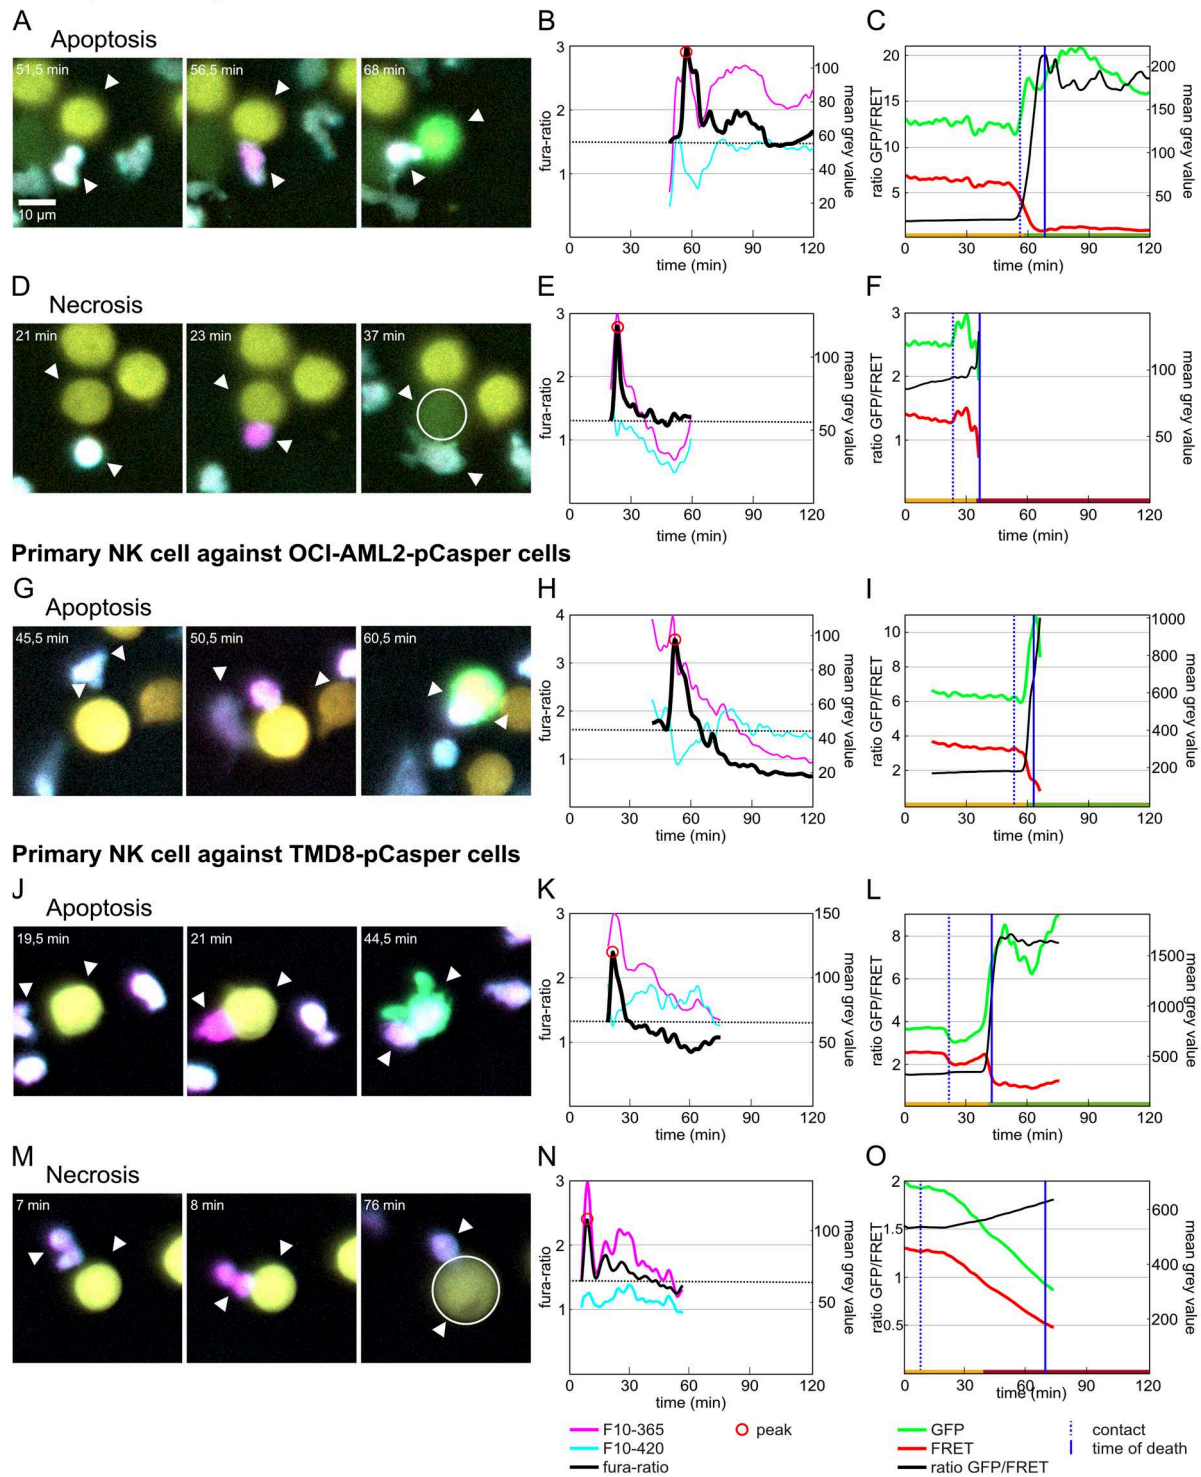 A
Apoptosis
51,5 min
56,5 min
68 min
10 µm
B
3
2
1
fura-ratio
100
80
60
40
20
mean grey value
0 30 60 90 120
time (min)
C
20
15
10
5
ratio GFP/FRET
200
150
100
50
mean grey value
0 30 60 90 120
time (min)
D
Necrosis
21 min
23 min
37 min
E
3
2
1
fura-ratio
100
50
mean grey value
0 30 60 90 120
time (min)
F
3
2
1
ratio GFP/FRET
100
50
mean grey value
0 30 60 90 120
time (min)
Primary NK cell against OCI-AML2-pCasper cells
G
Apoptosis
45,5 min
50,5 min
60,5 min
H
4
3
2
1
fura-ratio
100
80
60
40
20
mean grey value
0 30 60 90 120
time (min)
I
10
8
6
4
2
ratio GFP/FRET
1000
800
600
400
200
mean grey value
0 30 60 90 120
time (min)
Primary NK cell against TMD8-pCasper cells
J
Apoptosis
19,5 min
21 min
44,5 min
K
3
2
1
fura-ratio
150
100
50
mean grey value
0 30 60 90 120
time (min)
L
8
6
4
2
ratio GFP/FRET
1500
1000
500
mean grey value
0 30 60 90 120
time (min)
M
Necrosis
7 min
8 min
76 min
N
3
2
1
fura-ratio
100
50
mean grey value
0 30 60 90 120
time (min)
O
2
1.5
1
0.5
ratio GFP/FRET
600
400
200
mean grey value
0 30 60 90 120
time (min)
F10-365
F10-420
fura-ratio
peak
GFP
FRET
ratio GFP/FRET
contact
time of death